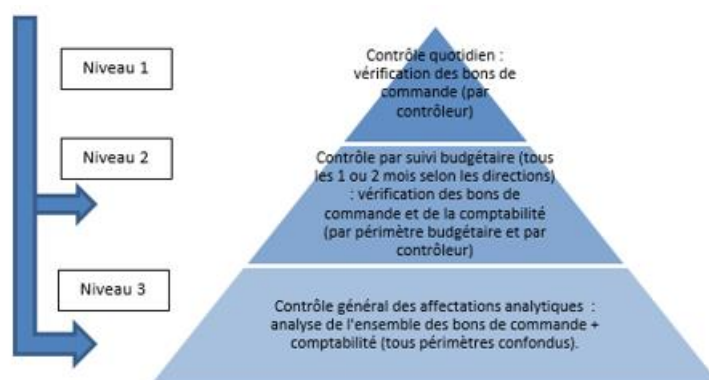 Niveau 1
Contrôle quotidien :
vérification des bons de
commande (par
contrôleur)
Niveau 2
Contrôle par suivi budgétaire (tous
les 1 ou 2 mois selon les directions)
: vérification des bons de
commande et de la comptabilité
(par périmètre budgétaire et par
contrôleur)
Niveau 3
Contrôle général des affectations analytiques :
analyse de l'ensemble des bons de commande +
comptabilité (tous périmètres confondus).